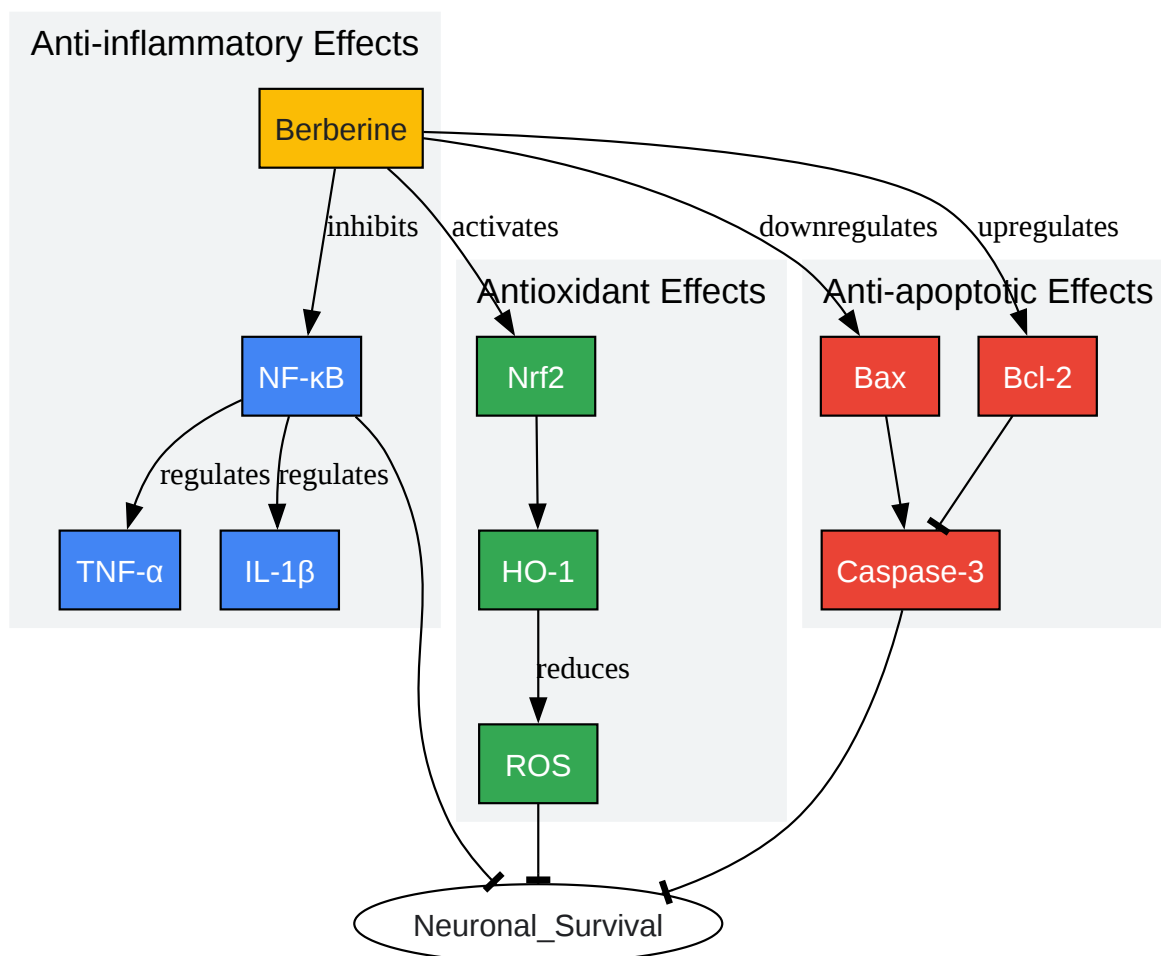 Anti-inflammatory Effects
Berberine
inhibits
activates
downregulates
upregulates
Antioxidant Effects
Anti-apoptotic Effects
NF-κB
Nrf2
Bax
Bcl-2
regulates
regulates
TNF-α
IL-1β
HO-1
Caspase-3
reduces
ROS
Neuronal_Survival